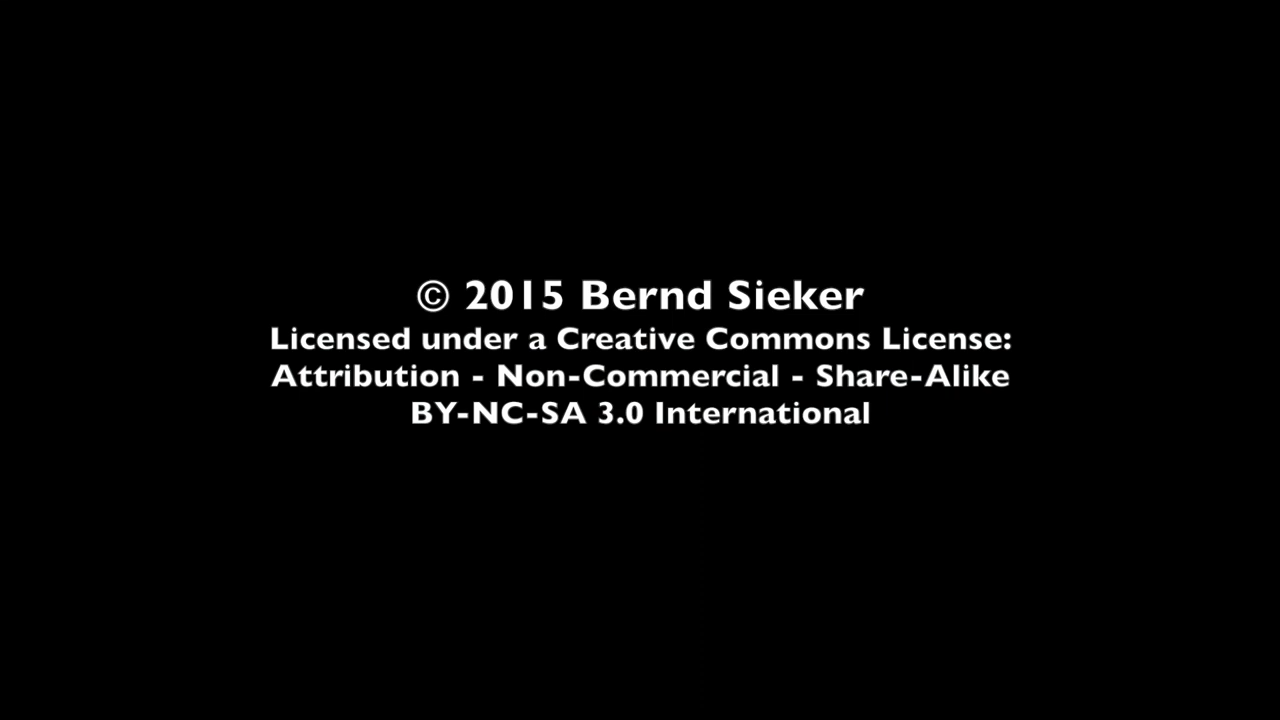 © 2015 Bernd Sieker
Licensed under a Creative Commons License:
Attribution - Non-Commercial - Share-Alike
BY-NC-SA 3.0 International